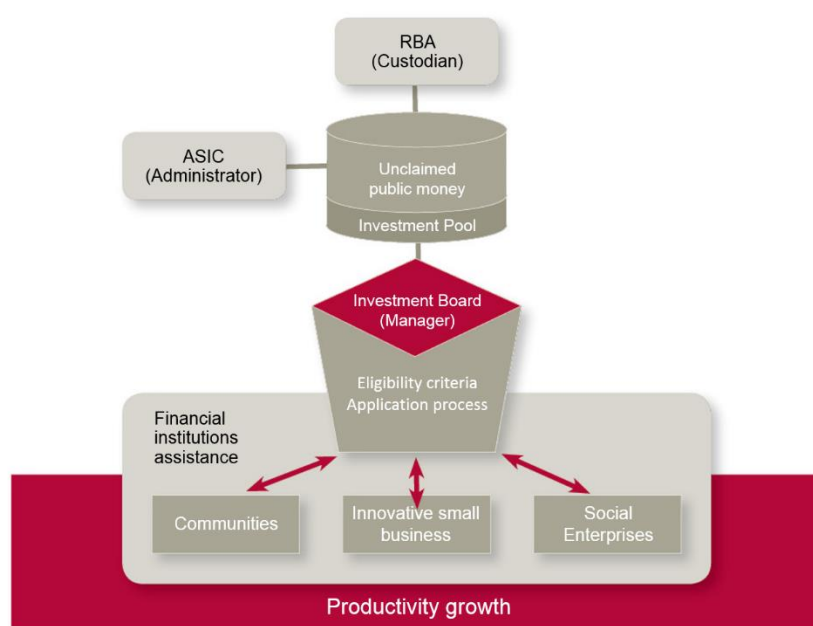 RBA
(Custodian)
ASIC
(Administrator)
Unclaimed
public money
Investment Pool
Investment Board
(Manager)
Eligibility criteria
Application process
Financial
institutions
assistance
Communities
Innovative small
business
Social
Enterprises
Productivity growth